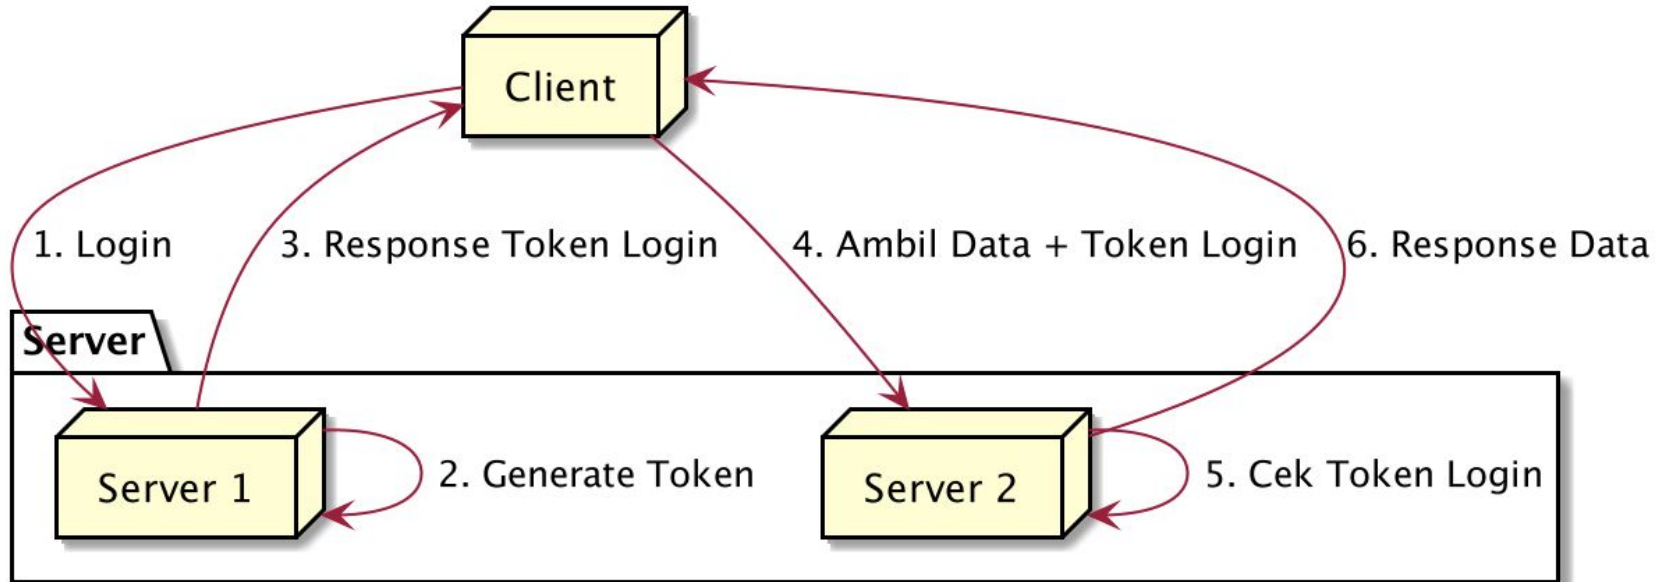 Client
1. Login
3. Response Token Login
4. Ambil Data + Token Login
6. Response Data
Server
Server 1
2. Generate Token
Server 2
5. Cek Token Login